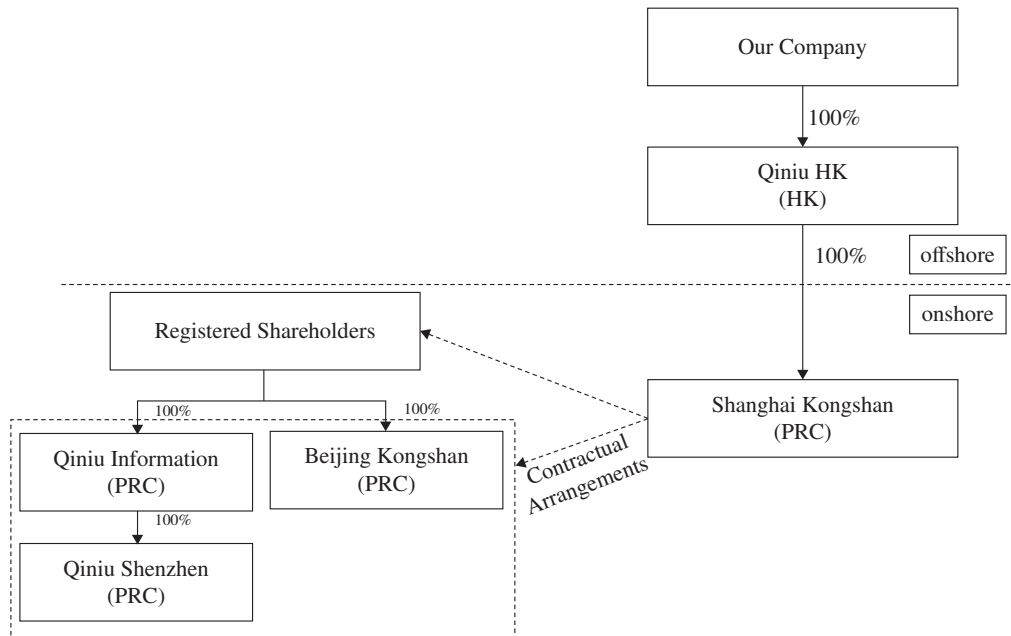 Our Company
100%
Qiniu HK
(HK)
100%
offshore
onshore
Registered Shareholders
Shanghai Kongshan
(PRC)
100%
100%
Qiniu Information
(PRC)
Beijing Kongshan
(PRC)
Contractual
Arrangements
100%
Qiniu Shenzhen
(PRC)